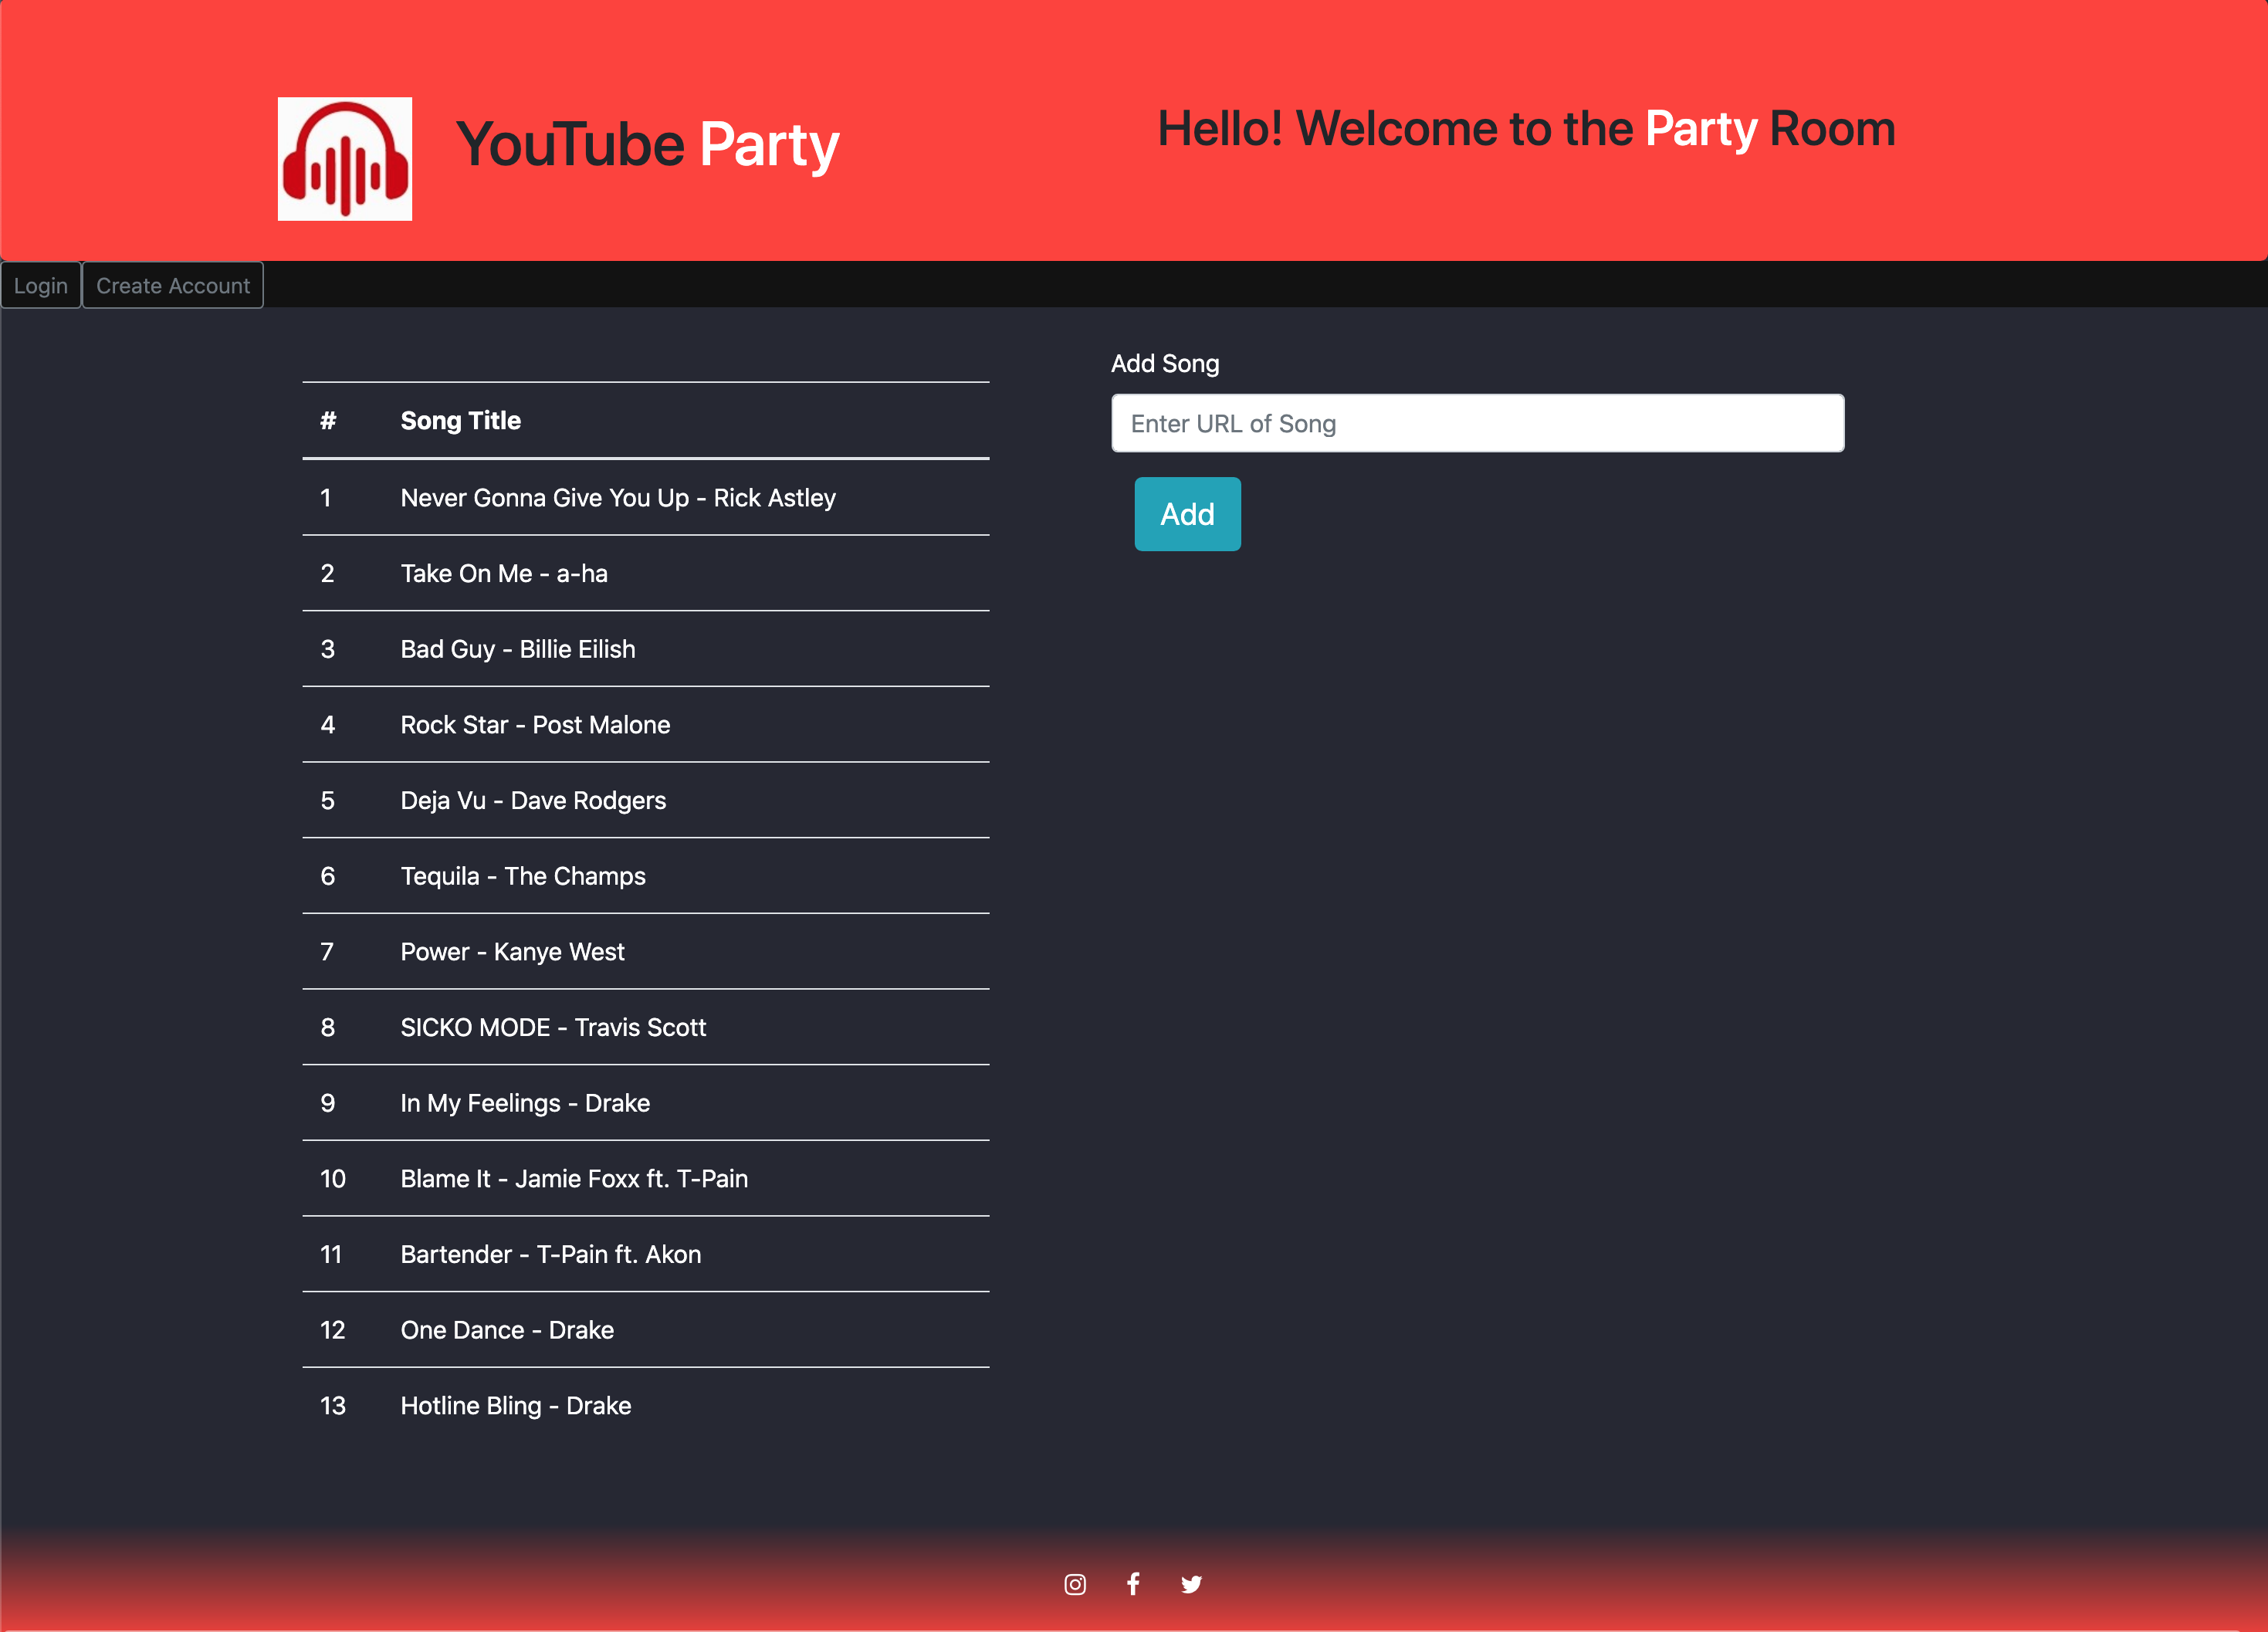 YouTube Party
Hello! Welcome to the Party Room
Login
Create Account
Add Song
Enter URL of Song
Add
# Song Title
1 Never Gonna Give You Up - Rick Astley
2 Take On Me - a-ha
3 Bad Guy - Billie Eilish
4 Rock Star - Post Malone
5 Deja Vu - Dave Rodgers
6 Tequila - The Champs
7 Power - Kanye West
8 SICKO MODE - Travis Scott
9 In My Feelings - Drake
10 Blame It - Jamie Foxx ft. T-Pain
11 Bartender - T-Pain ft. Akon
12 One Dance - Drake
13 Hotline Bling - Drake